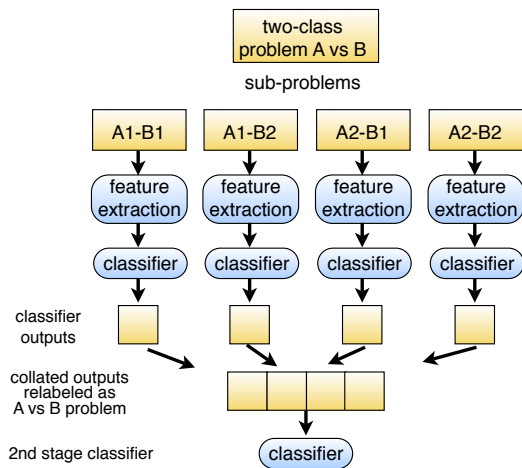 two-class
problem A vs B
sub-problems
A1-B1
A1-B2
A2-B1
A2-B2
feature
extraction
feature
extraction
feature
extraction
feature
extraction
classifier
classifier
classifier
classifier
classifier
outputs
collated outputs
relabeled as
A vs B problem
2nd stage classifier
classifier